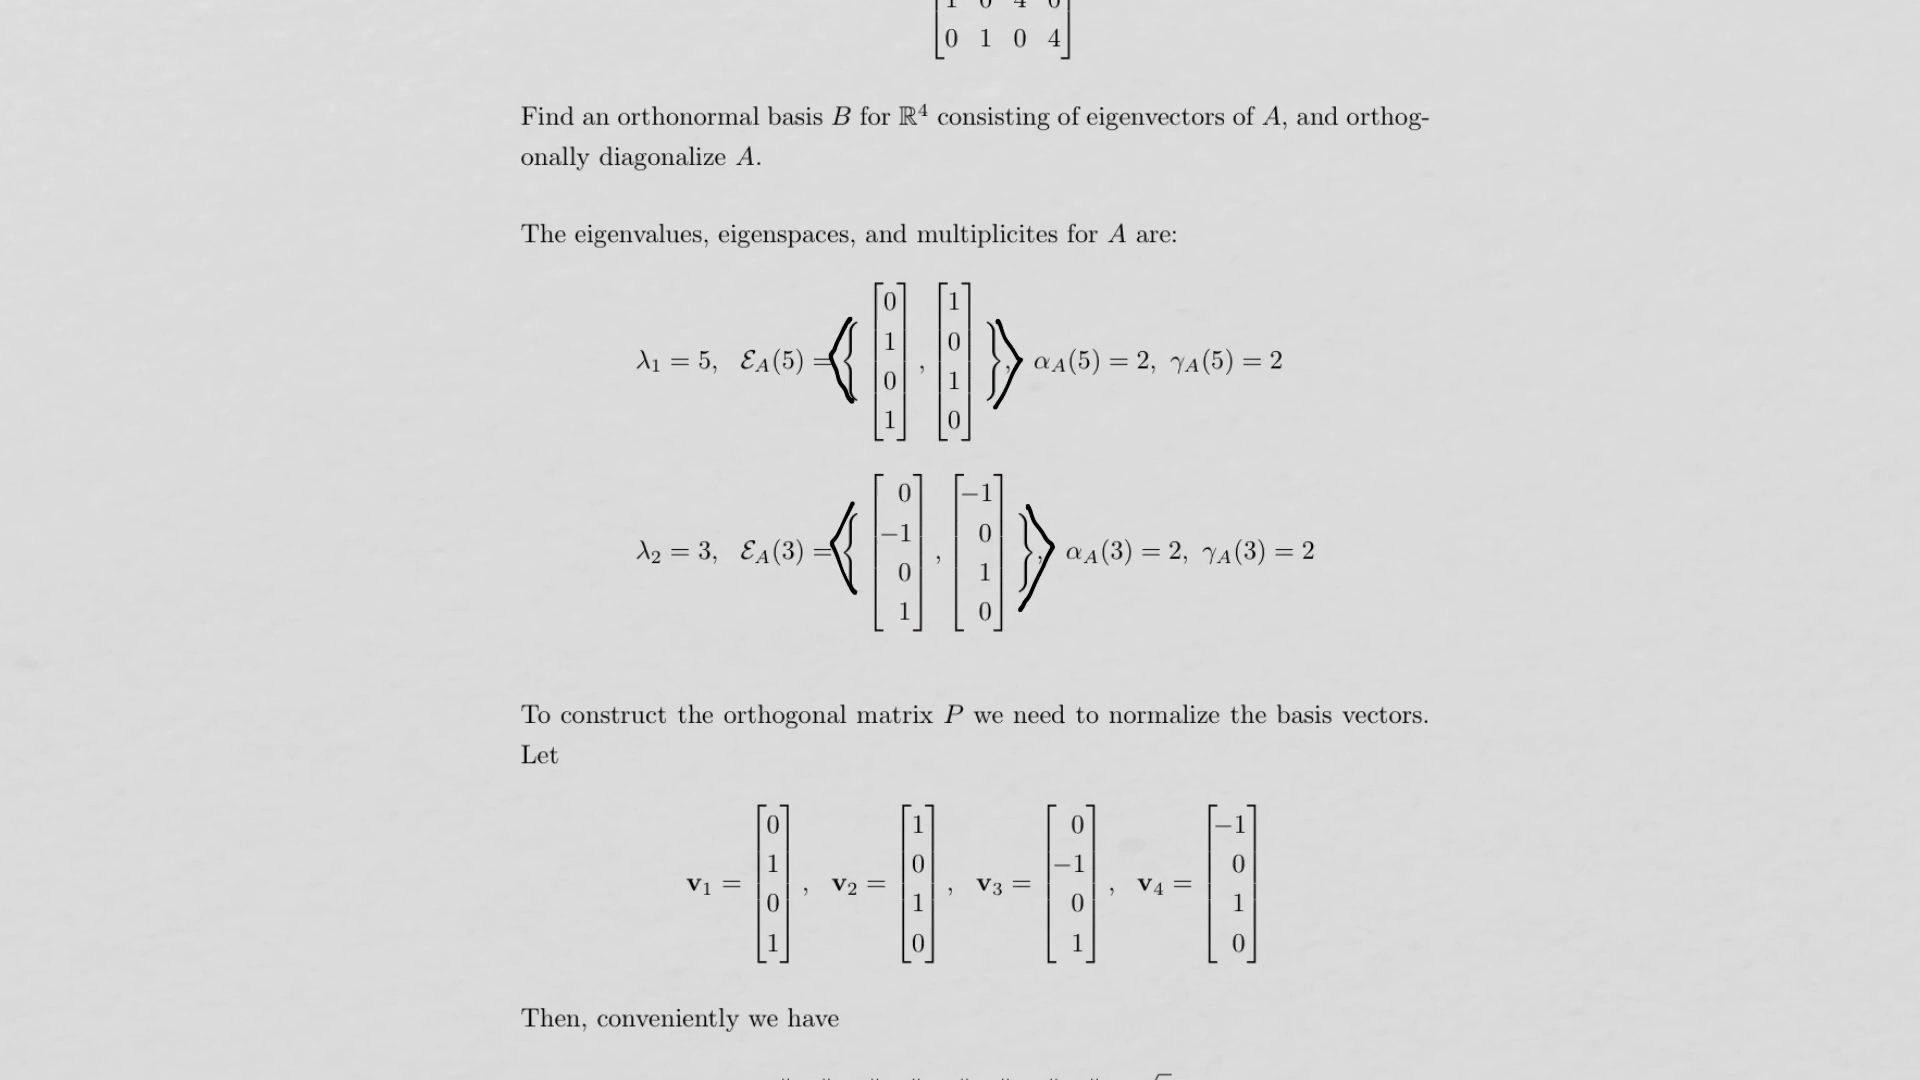 1 0 4 0
0 1 0 4
Find an orthonormal basis B for ℝ⁴ consisting of eigenvectors of A, and orthog-
onally diagonalize A.
The eigenvalues, eigenspaces, and multiplicites for A are:
λ₁ = 5, ℰ_A(5) = ⟨{ [0 1 0 1], [1 0 1 0] }⟩, α_A(5) = 2, γ_A(5) = 2
λ₂ = 3, ℰ_A(3) = ⟨{ [0 −1 0 1], [−1 0 1 0] }⟩, α_A(3) = 2, γ_A(3) = 2
To construct the orthogonal matrix P we need to normalize the basis vectors.
Let
v₁ = [0 1 0 1], v₂ = [1 0 1 0], v₃ = [0 −1 0 1], v₄ = [−1 0 1 0]
Then, conveniently we have